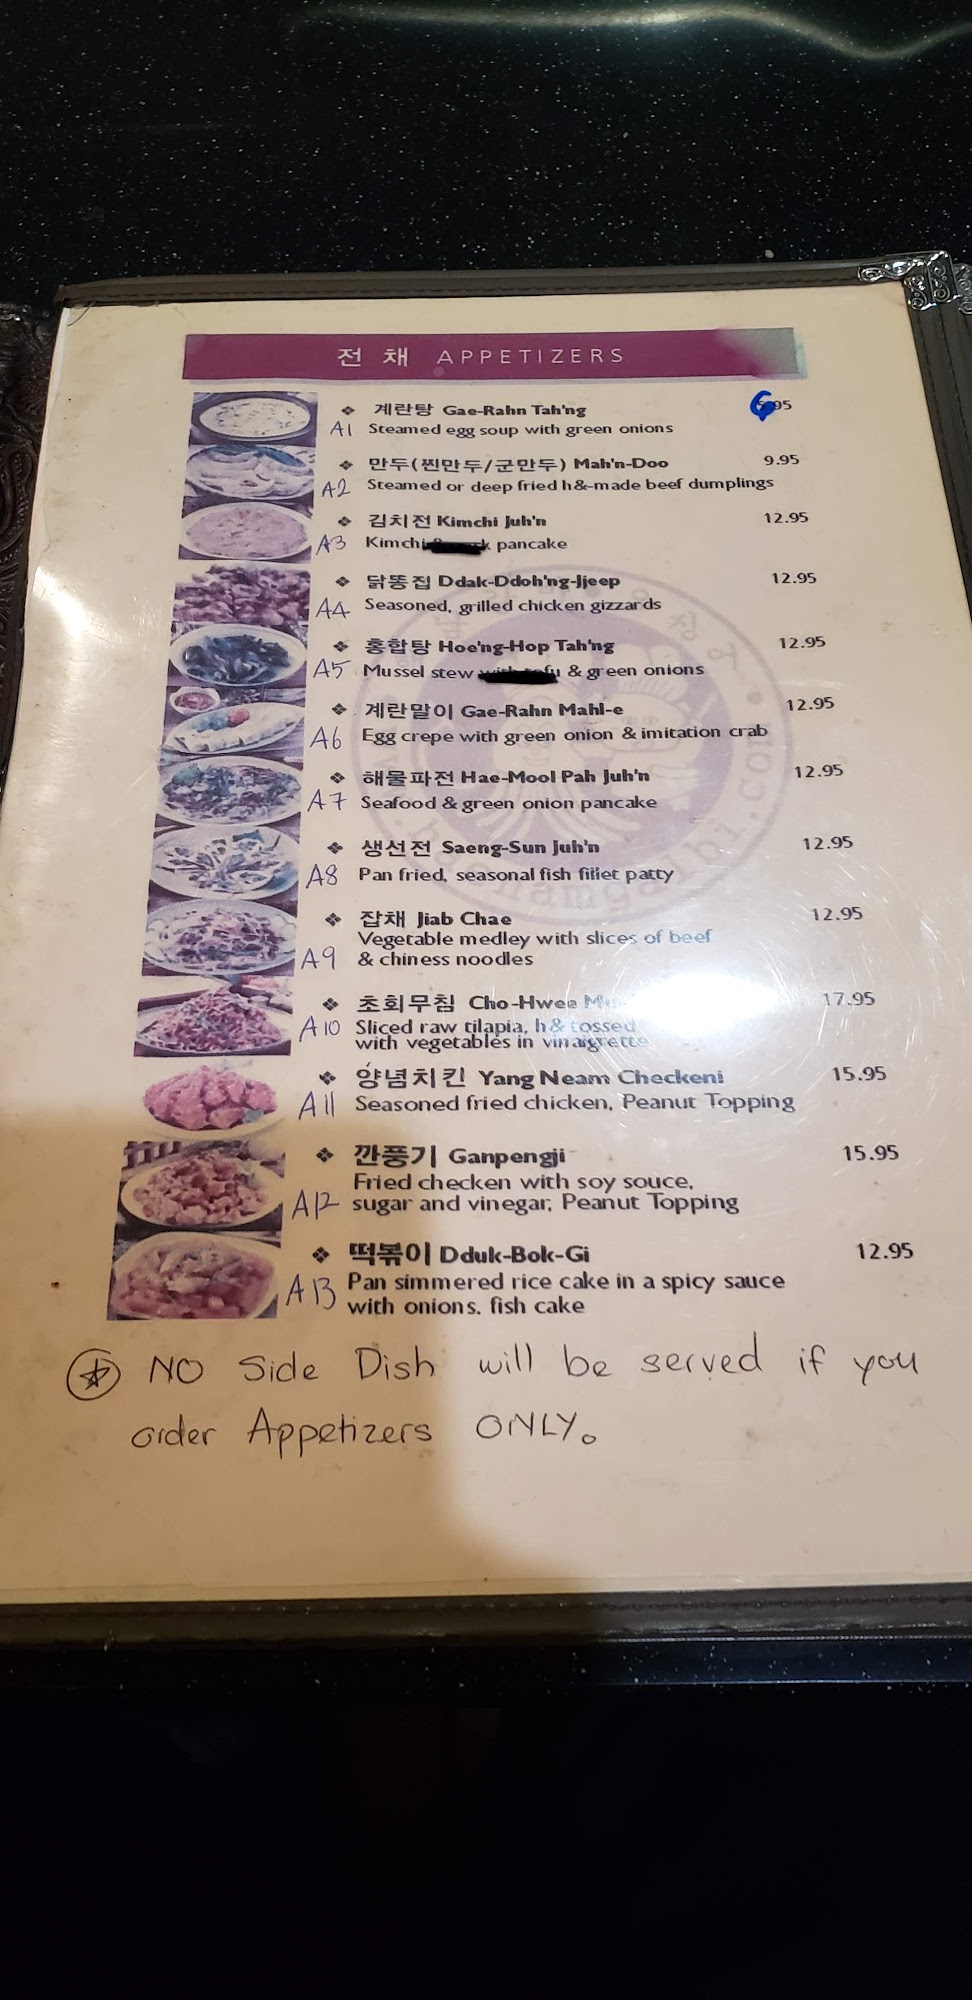 전 채 APPETIZERS
❖ 계란탕 Gae-Rahn Tah'ng 6.95
A1 Steamed egg soup with green onions
❖ 만두(찐만두/군만두) Mah'n-Doo 9.95
A2 Steamed or deep fried h&-made beef dumplings
❖ 김치전 Kimchi Juh'n 12.95
A3 Kimchi pancake
❖ 닭똥집 Ddak-Ddoh'ng-Jjeep 12.95
A4 Seasoned, grilled chicken gizzards
❖ 홍합탕 Hoe'ng-Hop Tah'ng 12.95
A5 Mussel stew & green onions
❖ 계란말이 Gae-Rahn Mahl-e 12.95
A6 Egg crepe with green onion & imitation crab
❖ 해물파전 Hae-Mool Pah Juh'n 12.95
A7 Seafood & green onion pancake
❖ 생선전 Saeng-Sun Juh'n 12.95
A8 Pan fried, seasonal fish fillet patty
❖ 잡채 Jiab Chae 12.95
Vegetable medley with slices of beef
A9 & chiness noodles
❖ 초회무침 Cho-Hwea 17.95
A10 Sliced raw tilapia, h& tossed
with vegetables in vinaigrette
❖ 양념치킨 Yang Neam Checkeni 15.95
A11 Seasoned fried chicken, Peanut Topping
❖ 깐풍기 Ganpengji 15.95
Fried checken with soy souce,
A12 sugar and vinegar, Peanut Topping
❖ 떡볶이 Dduk-Bok-Gi 12.95
A13 Pan simmered rice cake in a spicy sauce
with onions. fish cake
NO Side Dish will be served if you
order Appetizers ONLY.